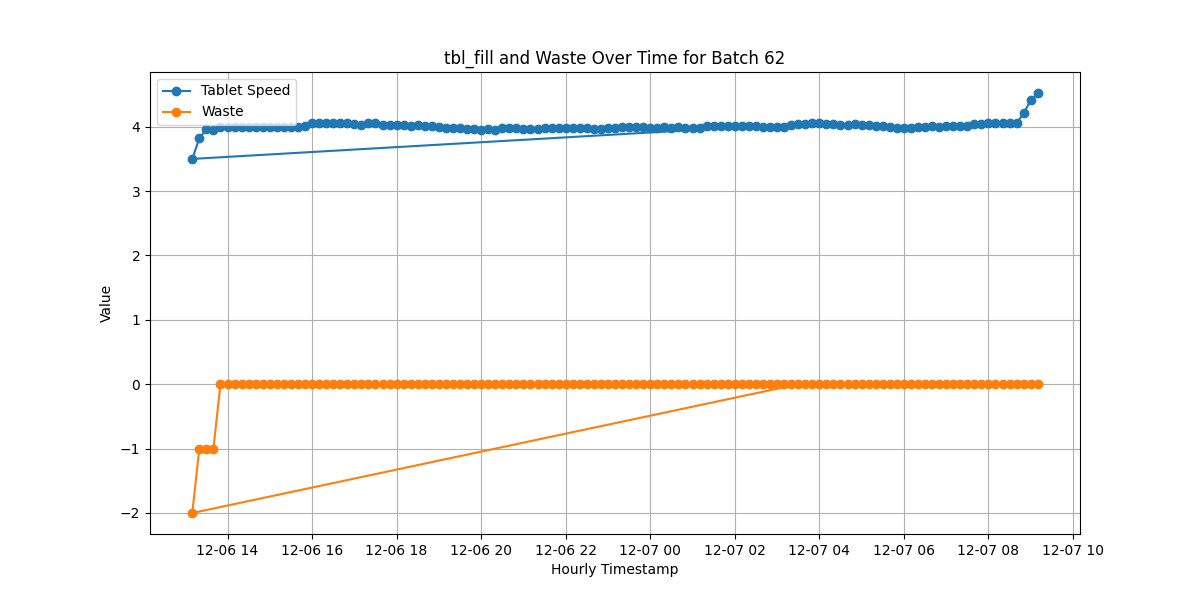 tbl_fill and Waste Over Time for Batch 62
Tablet Speed
Waste
4
3
2
1
0
−1
−2
Value
12-06 14 12-06 16 12-06 18 12-06 20 12-06 22 12-07 00 12-07 02 12-07 04 12-07 06 12-07 08 12-07 10
Hourly Timestamp